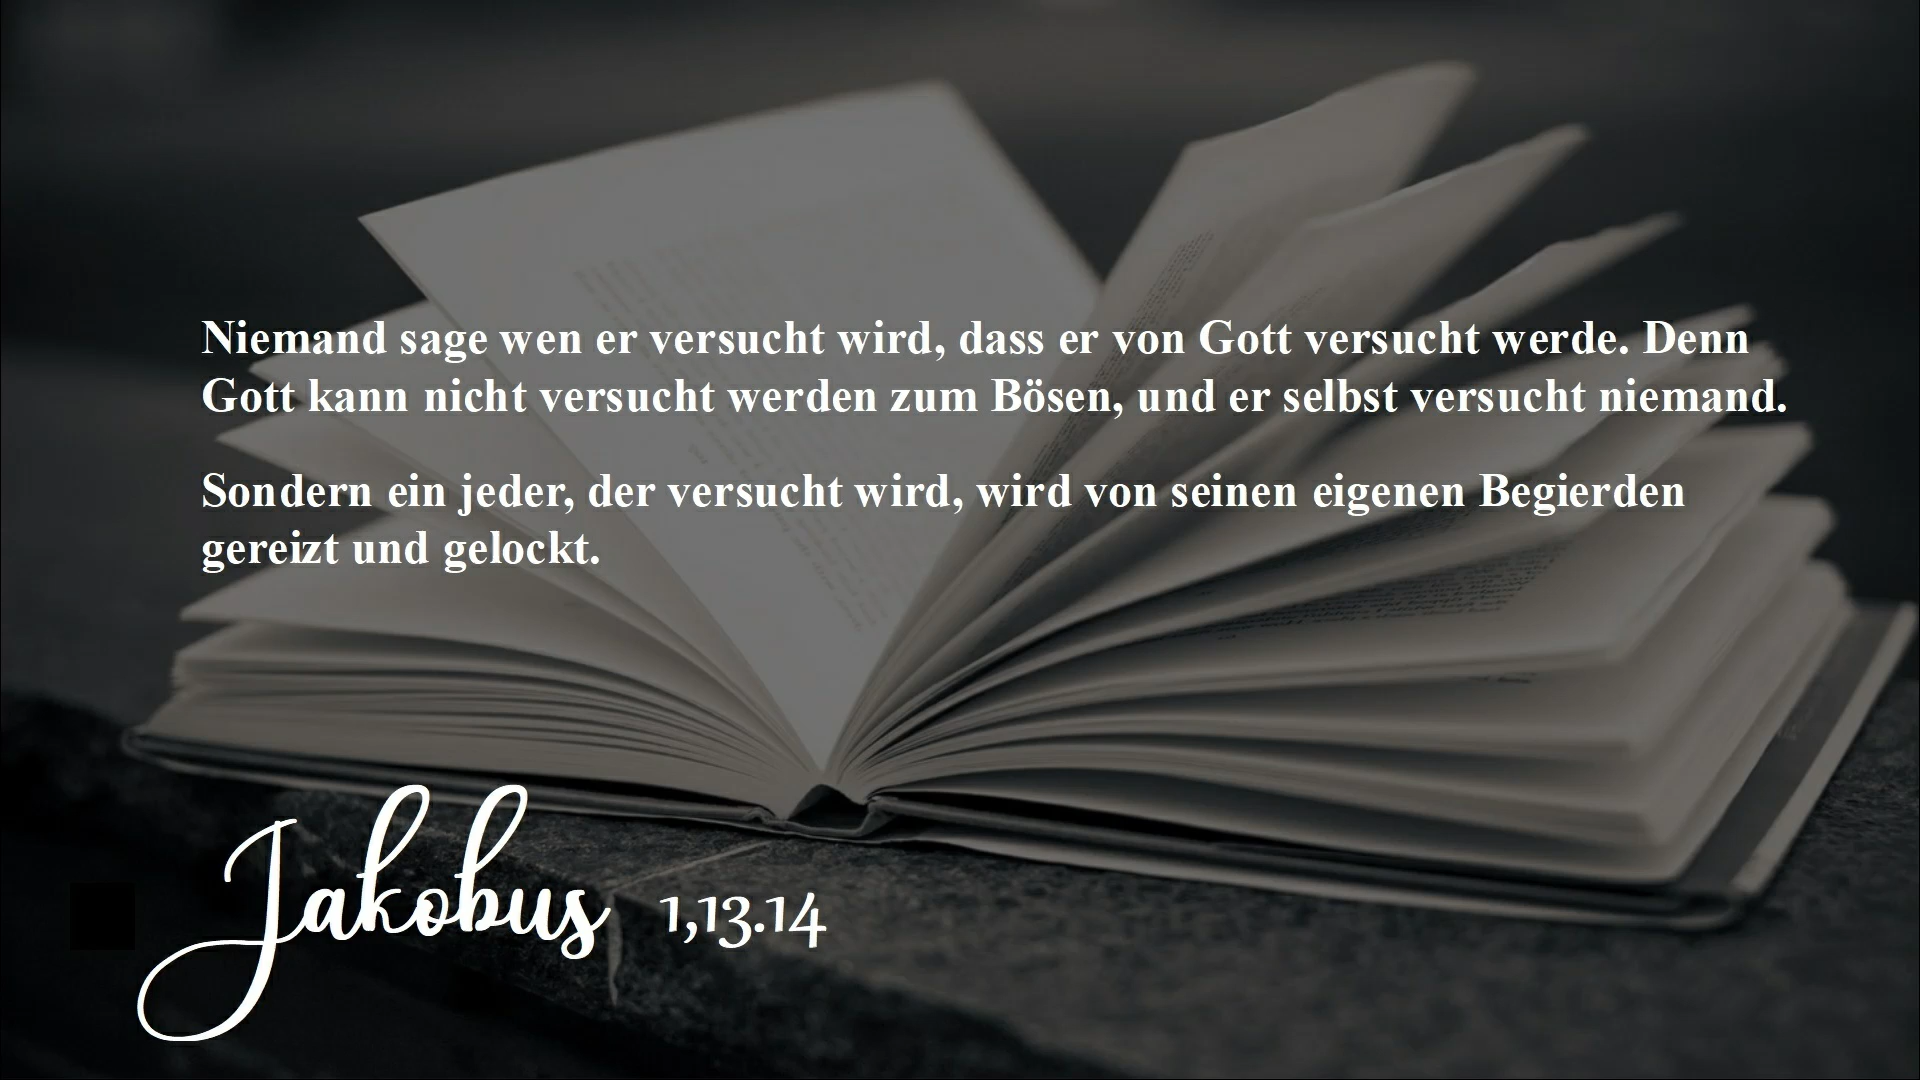 Niemand sage wen er versucht wird, dass er von Gott versucht werde. Denn
Gott kann nicht versucht werden zum Bösen, und er selbst versucht niemand.
Sondern ein jeder, der versucht wird, wird von seinen eigenen Begierden
gereizt und gelockt.
Jakobus 1,13.14